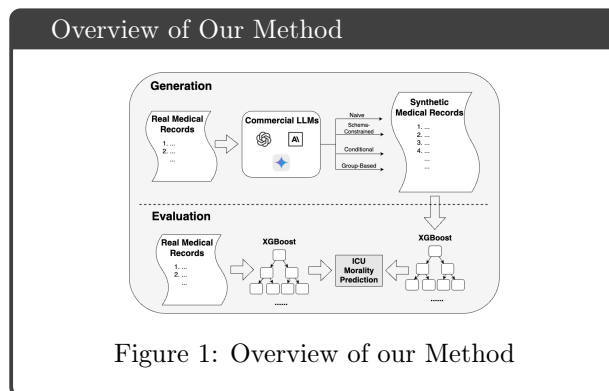 Overview of Our Method
Generation
Real Medical
Records
1. ...
2. ...
...
Commercial LLMs
A\
Naive
Schema-
Constrained
Conditional
Group-Based
Synthetic
Medical Records
1. ...
2. ...
3. ...
4. ...
...
...
Evaluation
Real Medical
Records
1. ...
2. ...
...
XGBoost
......
ICU
Morality
Prediction
XGBoost
......
Figure 1: Overview of our Method